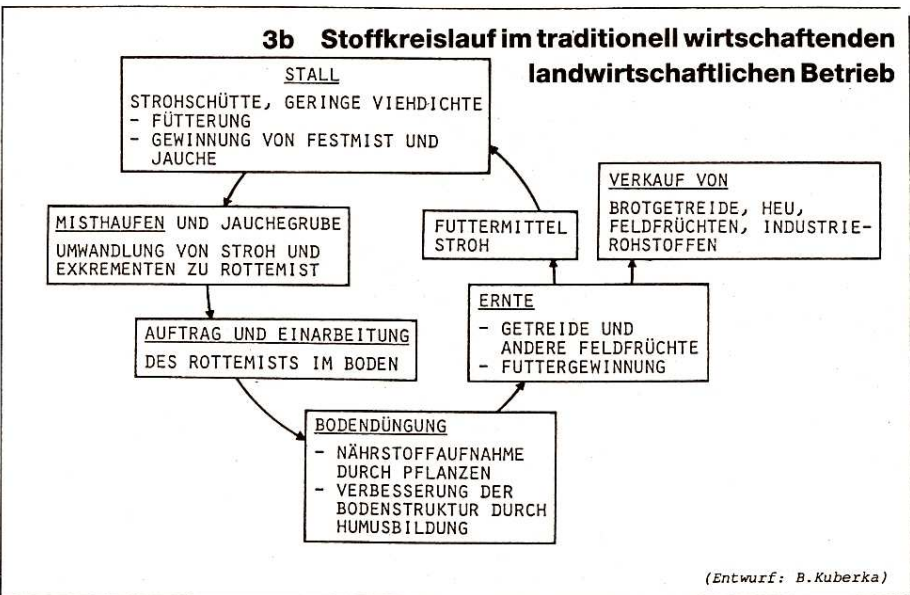 3b Stoffkreislauf im traditionell wirtschaftenden
landwirtschaftlichen Betrieb
STALL
STROHSCHÜTTE, GERINGE VIEHDICHTE
- FÜTTERUNG
- GEWINNUNG VON FESTMIST UND
JAUCHE
MISTHAUFEN UND JAUCHEGRUBE
UMWANDLUNG VON STROH UND
EXKREMENTEN ZU ROTTEMIST
AUFTRAG UND EINARBEITUNG
DES ROTTEMISTS IM BODEN
BODENDÜNGUNG
- NÄHRSTOFFAUFNAHME
DURCH PFLANZEN
- VERBESSERUNG DER
BODENSTRUKTUR DURCH
HUMUSBILDUNG
ERNTE
- GETREIDE UND
ANDERE FELDFRÜCHTE
- FUTTERGEWINNUNG
FUTTERMITTEL
STROH
VERKAUF VON
BROTGETREIDE, HEU,
FELDFRÜCHTEN, INDUSTRIE-
ROHSTOFFEN
(Entwurf: B.Kuberka)